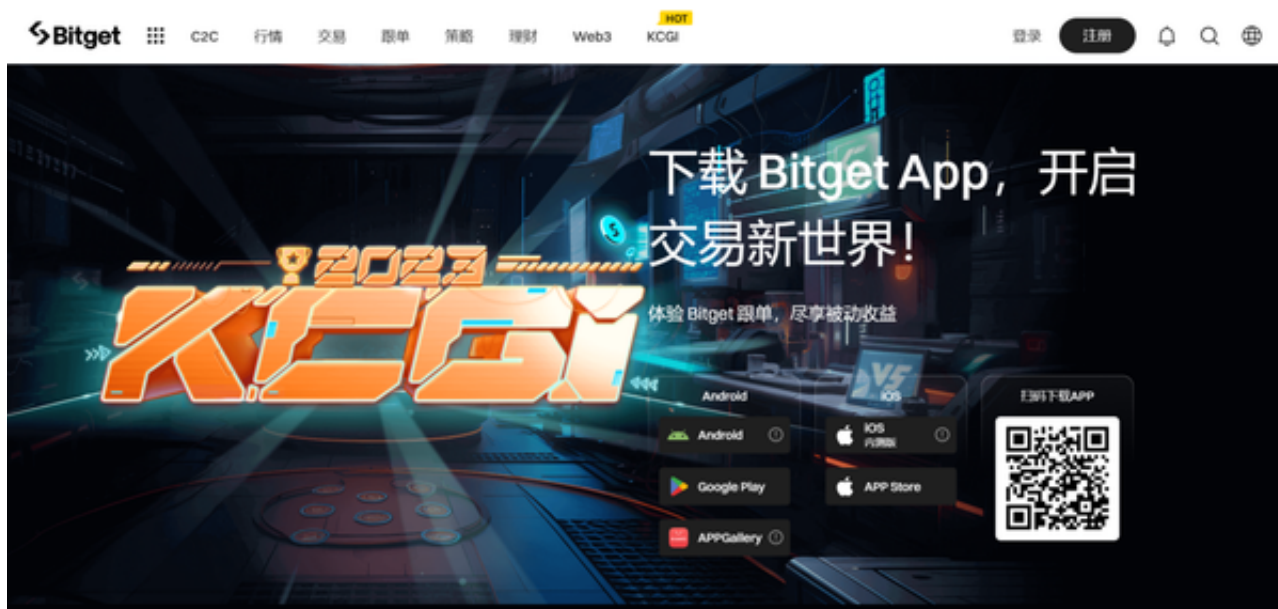 Bitget
C2C
行情
交易
跟单
策略
理财
Web3
HOT
KCGI
登录
注册
下载 Bitget App，开启
交易新世界！
体验 Bitget 跟单，尽享被动收益
2023
KCGI
VS
Android
Android
Google Play
APPGallery
iOS
iOS
内测版
APP Store
扫码下载APP